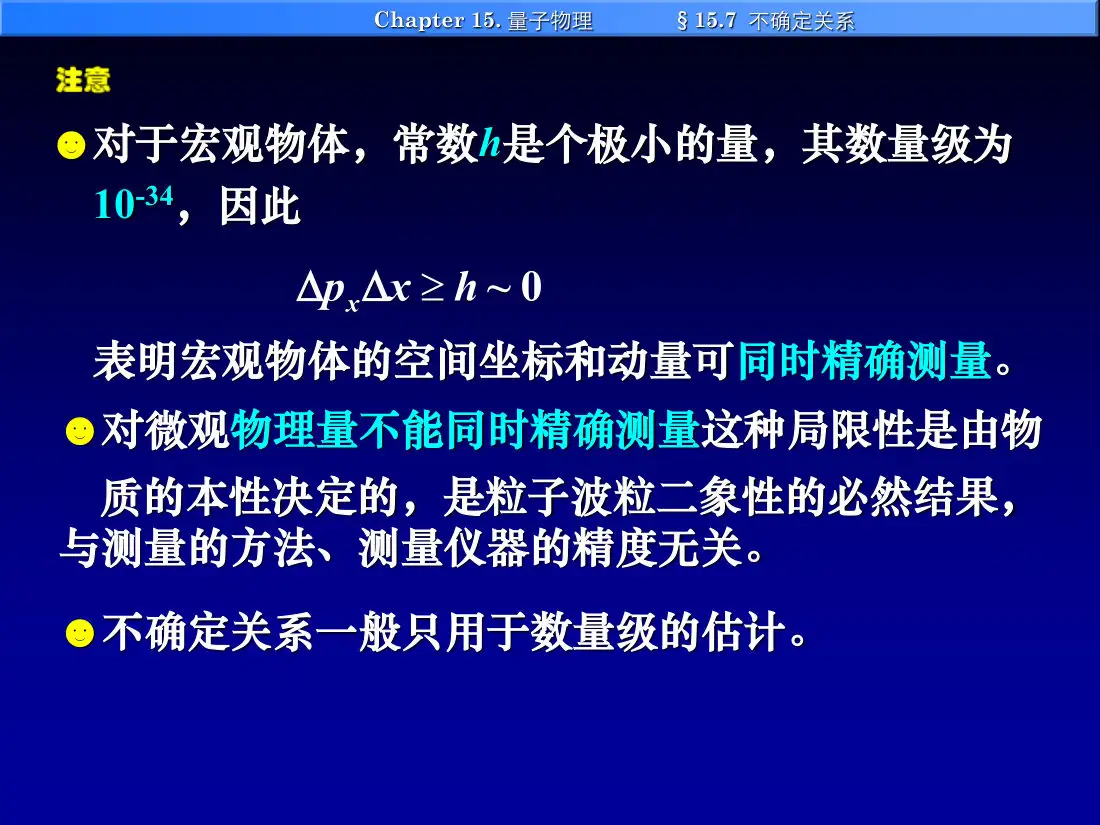 Chapter 15. 量子物理 § 15.7 不确定关系
注意
☻对于宏观物体，常数h是个极小的量，其数量级为
10⁻³⁴，因此
Δpₓ Δx ≥ h ~ 0
表明宏观物体的空间坐标和动量可同时精确测量。
☻对微观物理量不能同时精确测量这种局限性是由物
质的本性决定的，是粒子波粒二象性的必然结果，
与测量的方法、测量仪器的精度无关。
☻不确定关系一般只用于数量级的估计。